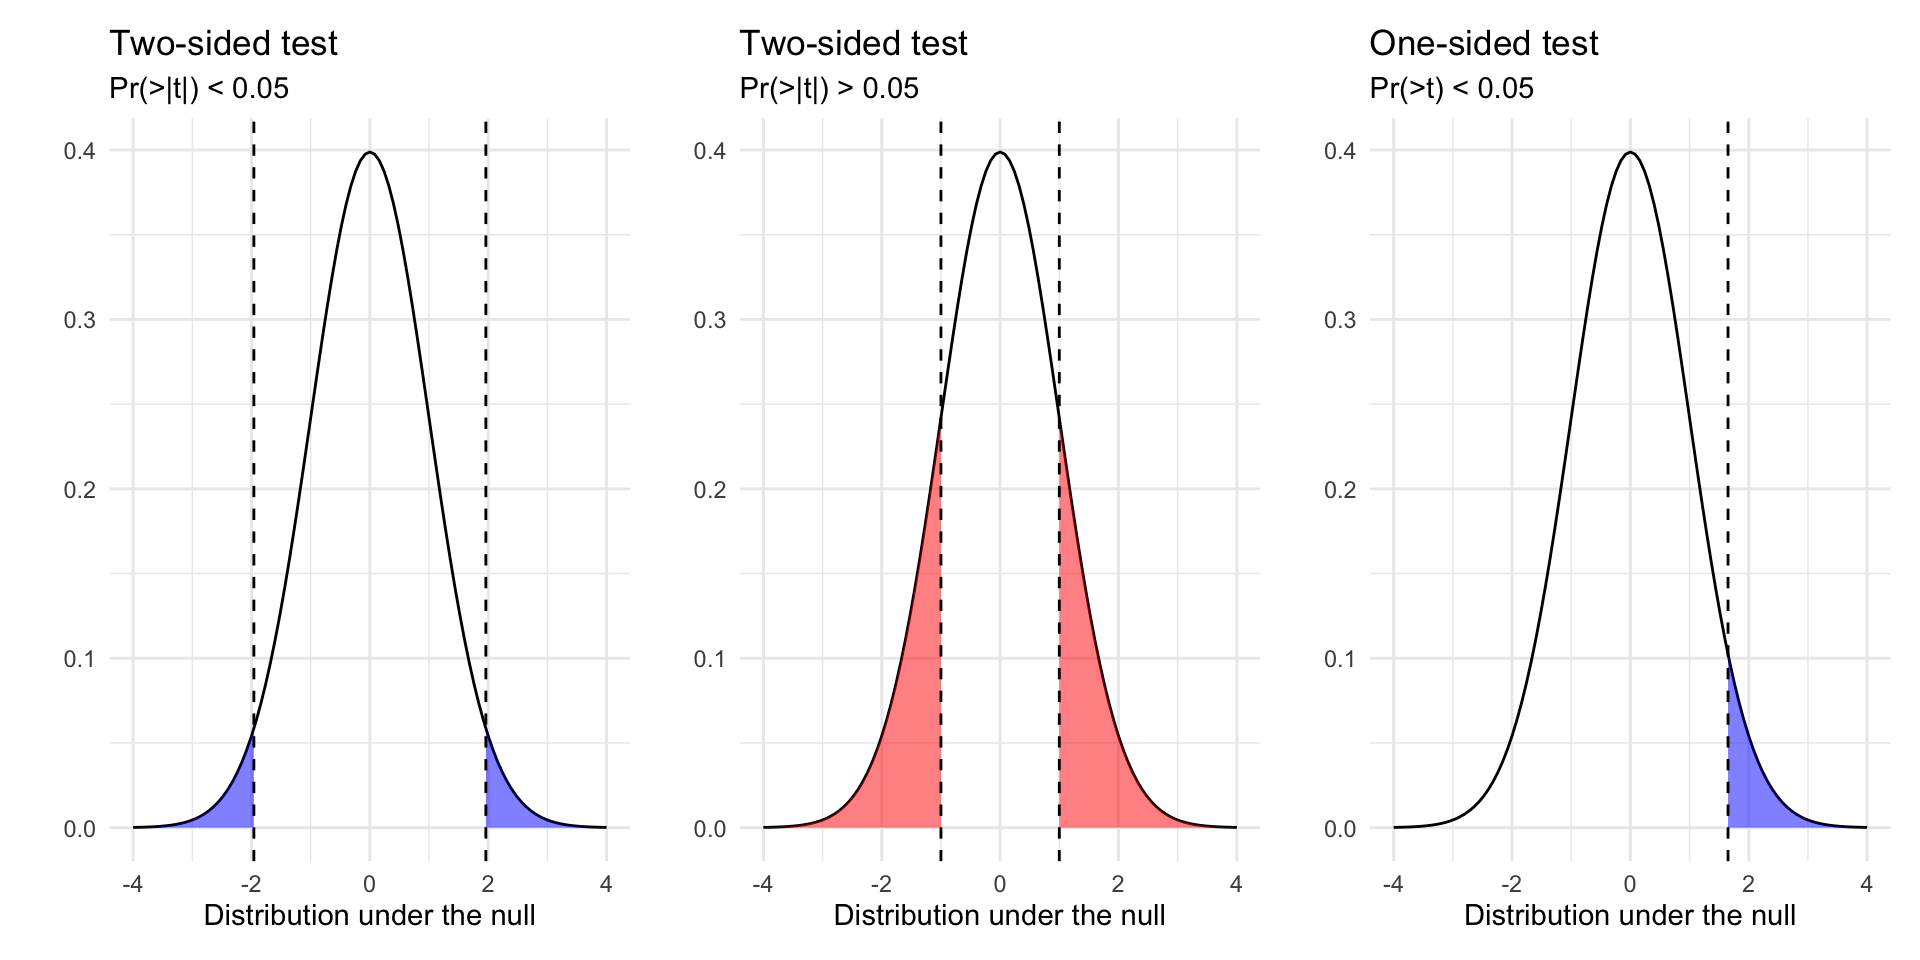 Two-sided test
Pr(>|t|) < 0.05
0.4
0.3
0.2
0.1
0.0
-4 -2 0 2 4
Distribution under the null
Two-sided test
Pr(>|t|) > 0.05
0.4
0.3
0.2
0.1
0.0
-4 -2 0 2 4
Distribution under the null
One-sided test
Pr(>t) < 0.05
0.4
0.3
0.2
0.1
0.0
-4 -2 0 2 4
Distribution under the null